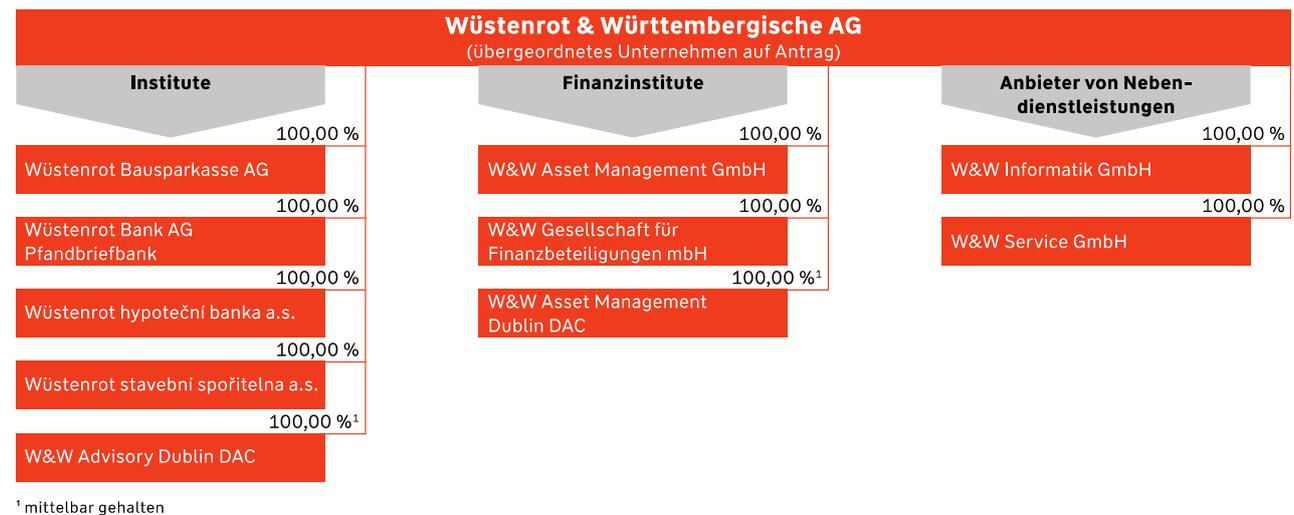 Wüstenrot & Württembergische AG
(übergeordnetes Unternehmen auf Antrag)
Institute
100,00 %
Wüstenrot Bausparkasse AG
100,00 %
Wüstenrot Bank AG
Pfandbriefbank
100,00 %
Wüstenrot hypoteční banka a.s.
100,00 %
Wüstenrot stavební spořitelna a.s.
100,00 %¹
W&W Advisory Dublin DAC
Finanzinstitute
100,00 %
W&W Asset Management GmbH
100,00 %
W&W Gesellschaft für
Finanzbeteiligungen mbH
100,00 %¹
W&W Asset Management
Dublin DAC
Anbieter von Neben-
dienstleistungen
100,00 %
W&W Informatik GmbH
100,00 %
W&W Service GmbH
¹ mittelbar gehalten